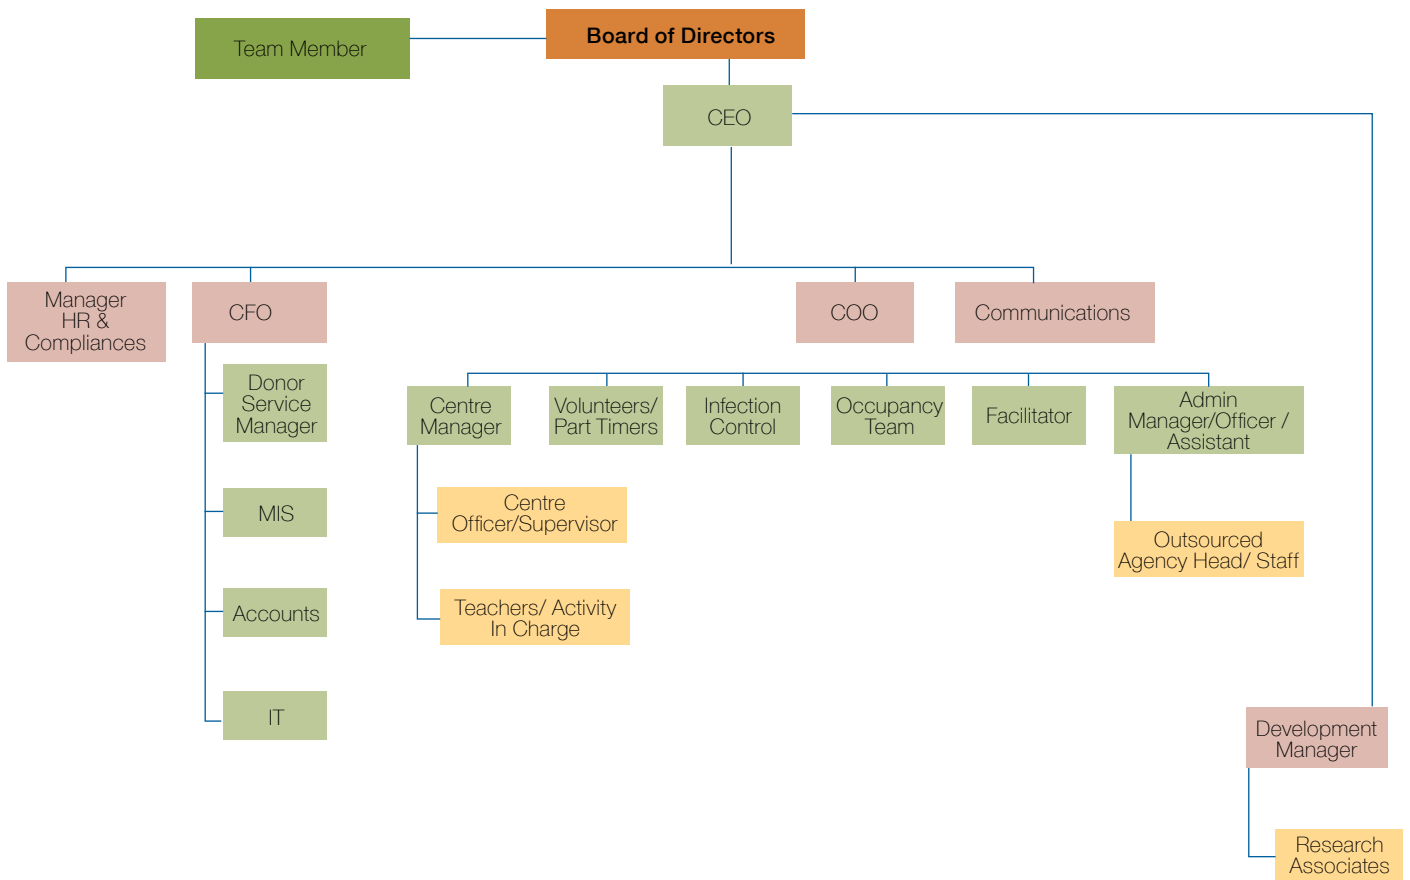 Team Member
Board of Directors
CEO
Manager
HR &
Compliances
CFO
COO
Communications
Donor
Service
Manager
MIS
Accounts
IT
Centre
Manager
Volunteers/
Part Timers
Infection
Control
Occupancy
Team
Facilitator
Admin
Manager/Officer /
Assistant
Centre
Officer/Supervisor
Teachers/ Activity
In Charge
Outsourced
Agency Head/ Staff
Development
Manager
Research
Associates